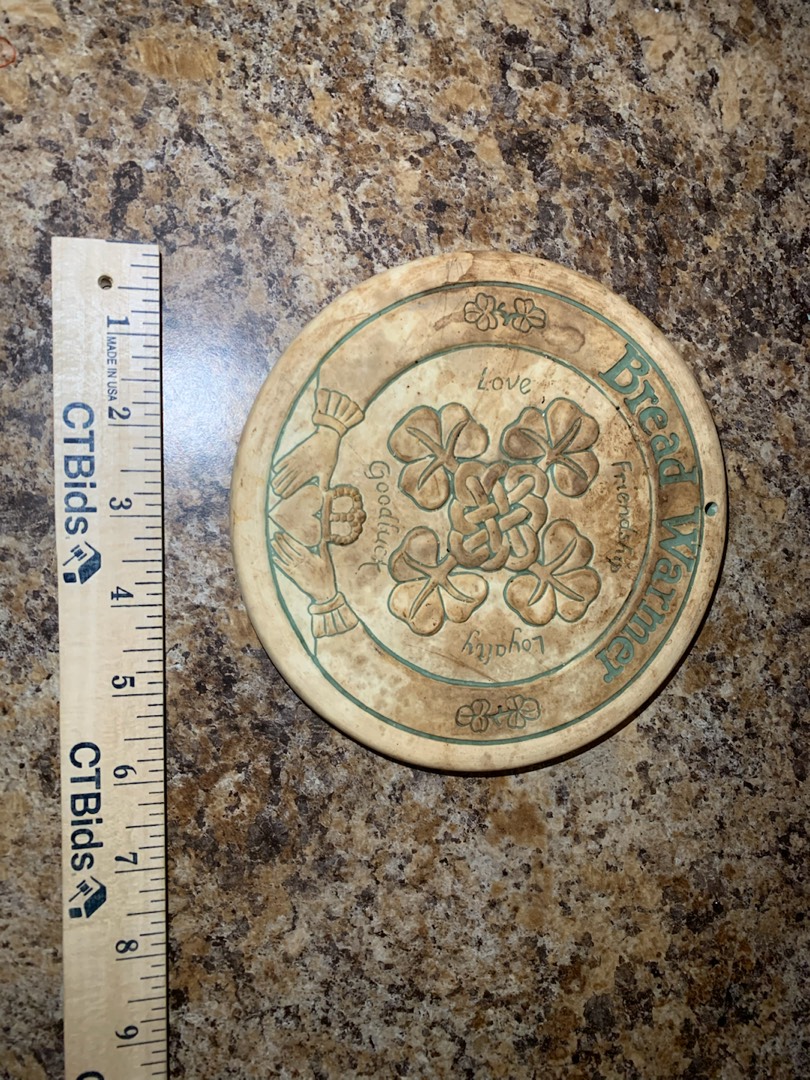 Bread Warmer
Love
Friendship
Goodluck
Loyalty
1
MADE IN USA
2
CTBids
3
4
5
6
CTBids
7
8
9
C